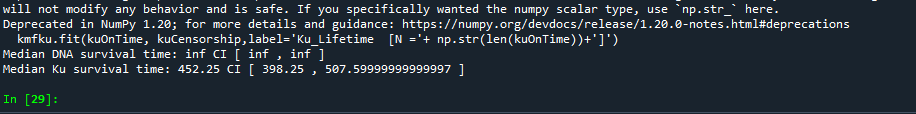 will not modify any behavior and is safe. If you specifically wanted the numpy scalar type, use `np.str_` here.
Deprecated in NumPy 1.20; for more details and guidance: https://numpy.org/devdocs/release/1.20.0-notes.html#deprecations
  kmfku.fit(kuOnTime, kuCensorship,label='Ku_Lifetime  [N ='+ np.str(len(kuOnTime))+']')
Median DNA survival time: inf CI [ inf , inf ]
Median Ku survival time: 452.25 CI [ 398.25 , 507.59999999999997 ]
In [29]: